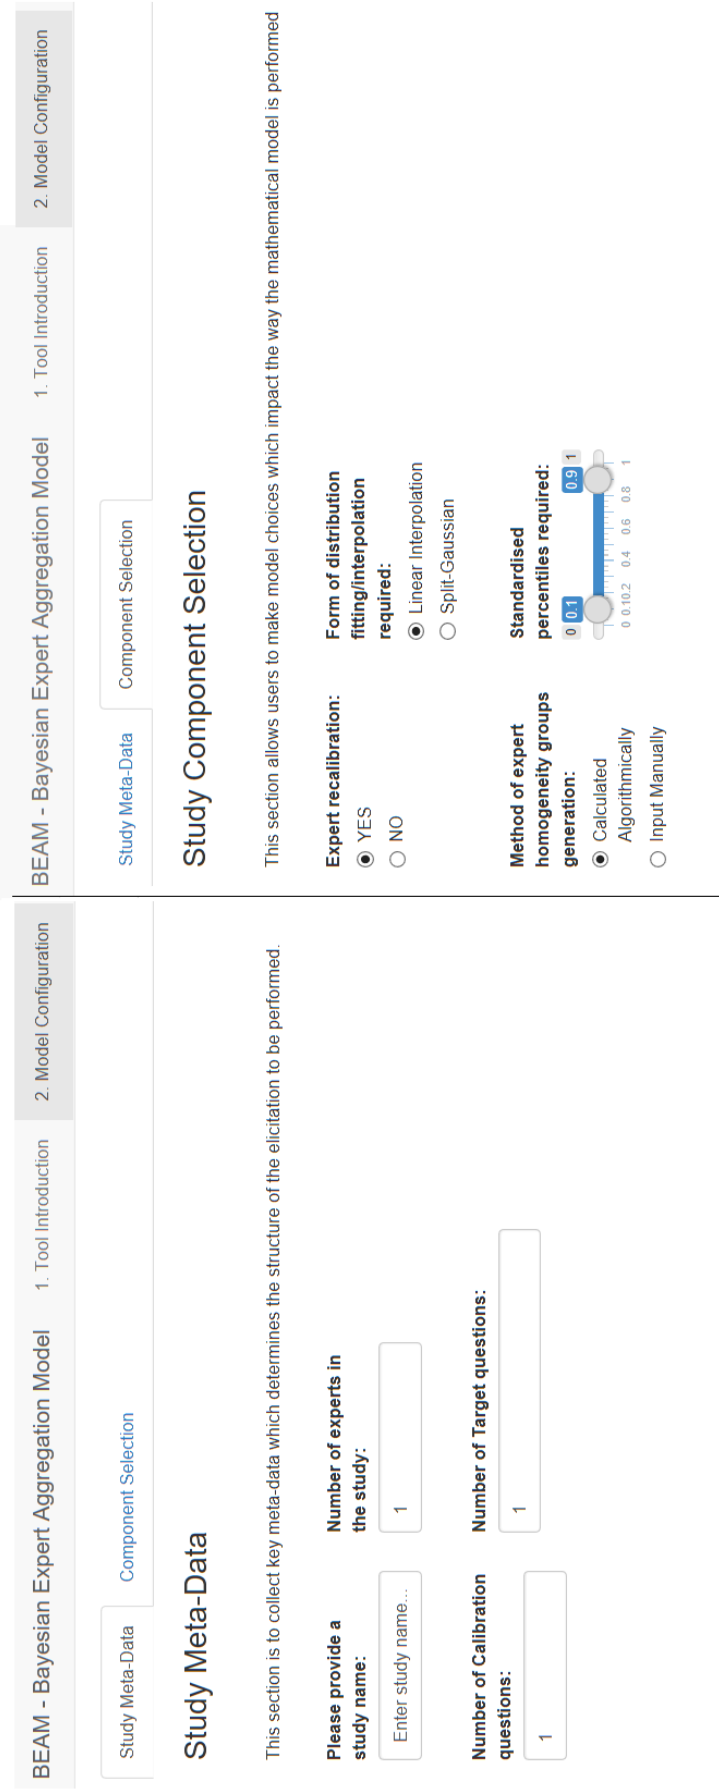 BEAM - Bayesian Expert Aggregation Model 1. Tool Introduction 2. Model Configuration
Study Meta-Data Component Selection
Study Meta-Data
This section is to collect key meta-data which determines the structure of the elicitation to be performed.
Please provide a
study name:
Enter study name...
Number of experts in
the study:
1
Number of Calibration
questions:
1
Number of Target questions:
1
BEAM - Bayesian Expert Aggregation Model 1. Tool Introduction 2. Model Configuration
Study Meta-Data Component Selection
Study Component Selection
This section allows users to make model choices which impact the way the mathematical model is performed
Expert recalibration:
YES
NO
Form of distribution
fitting/interpolation
required:
Linear Interpolation
Split-Gaussian
Method of expert
homogeneity groups
generation:
Calculated
Algorithmically
Input Manually
Standardised
percentiles required:
0 0.1 0.9 1
0 0.10.2 0.4 0.6 0.8 1